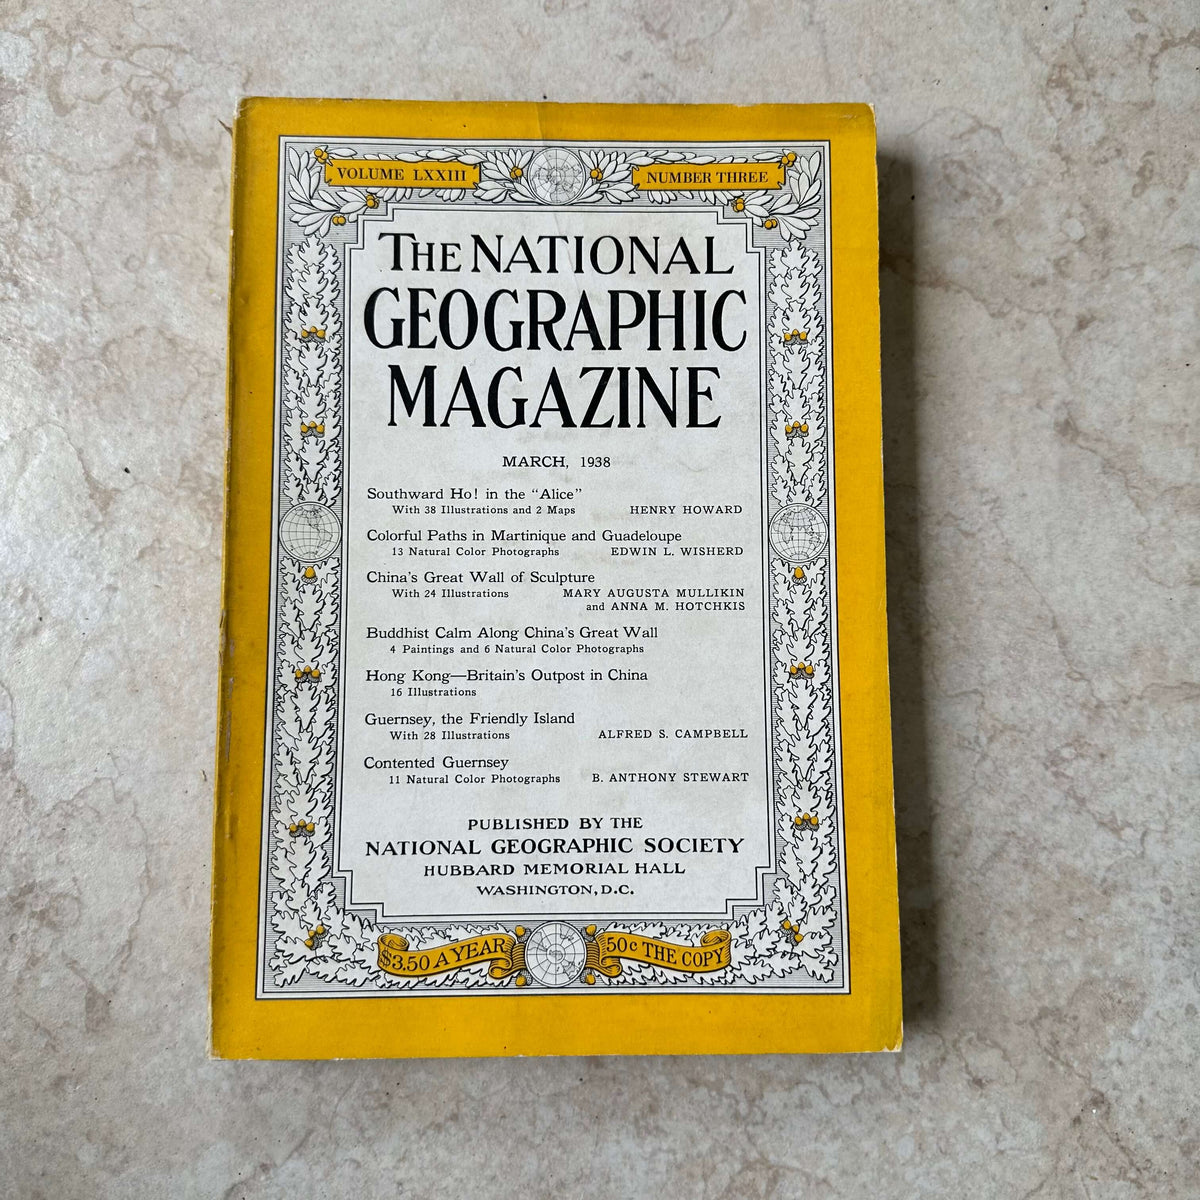 VOLUME LXXIII
NUMBER THREE
THE NATIONAL
GEOGRAPHIC
MAGAZINE
MARCH, 1938
Southward Ho! in the "Alice"
With 38 Illustrations and 2 Maps HENRY HOWARD
Colorful Paths in Martinique and Guadeloupe
13 Natural Color Photographs EDWIN L. WISHERD
China's Great Wall of Sculpture
With 24 Illustrations MARY AUGUSTA MULLIKIN
and ANNA M. HOTCHKIS
Buddhist Calm Along China's Great Wall
4 Paintings and 6 Natural Color Photographs
Hong Kong—Britain's Outpost in China
16 Illustrations
Guernsey, the Friendly Island
With 28 Illustrations ALFRED S. CAMPBELL
Contented Guernsey
11 Natural Color Photographs B. ANTHONY STEWART
PUBLISHED BY THE
NATIONAL GEOGRAPHIC SOCIETY
HUBBARD MEMORIAL HALL
WASHINGTON, D.C.
$3.50 A YEAR
50c THE COPY